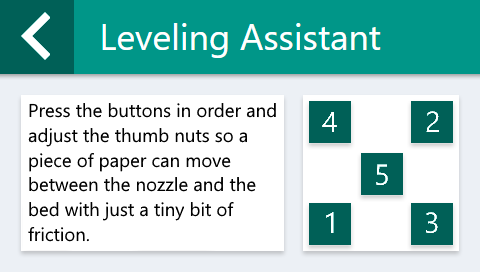 Leveling Assistant
Press the buttons in order and
adjust the thumb nuts so a
piece of paper can move
between the nozzle and the
bed with just a tiny bit of
friction.
4 2
5
1 3